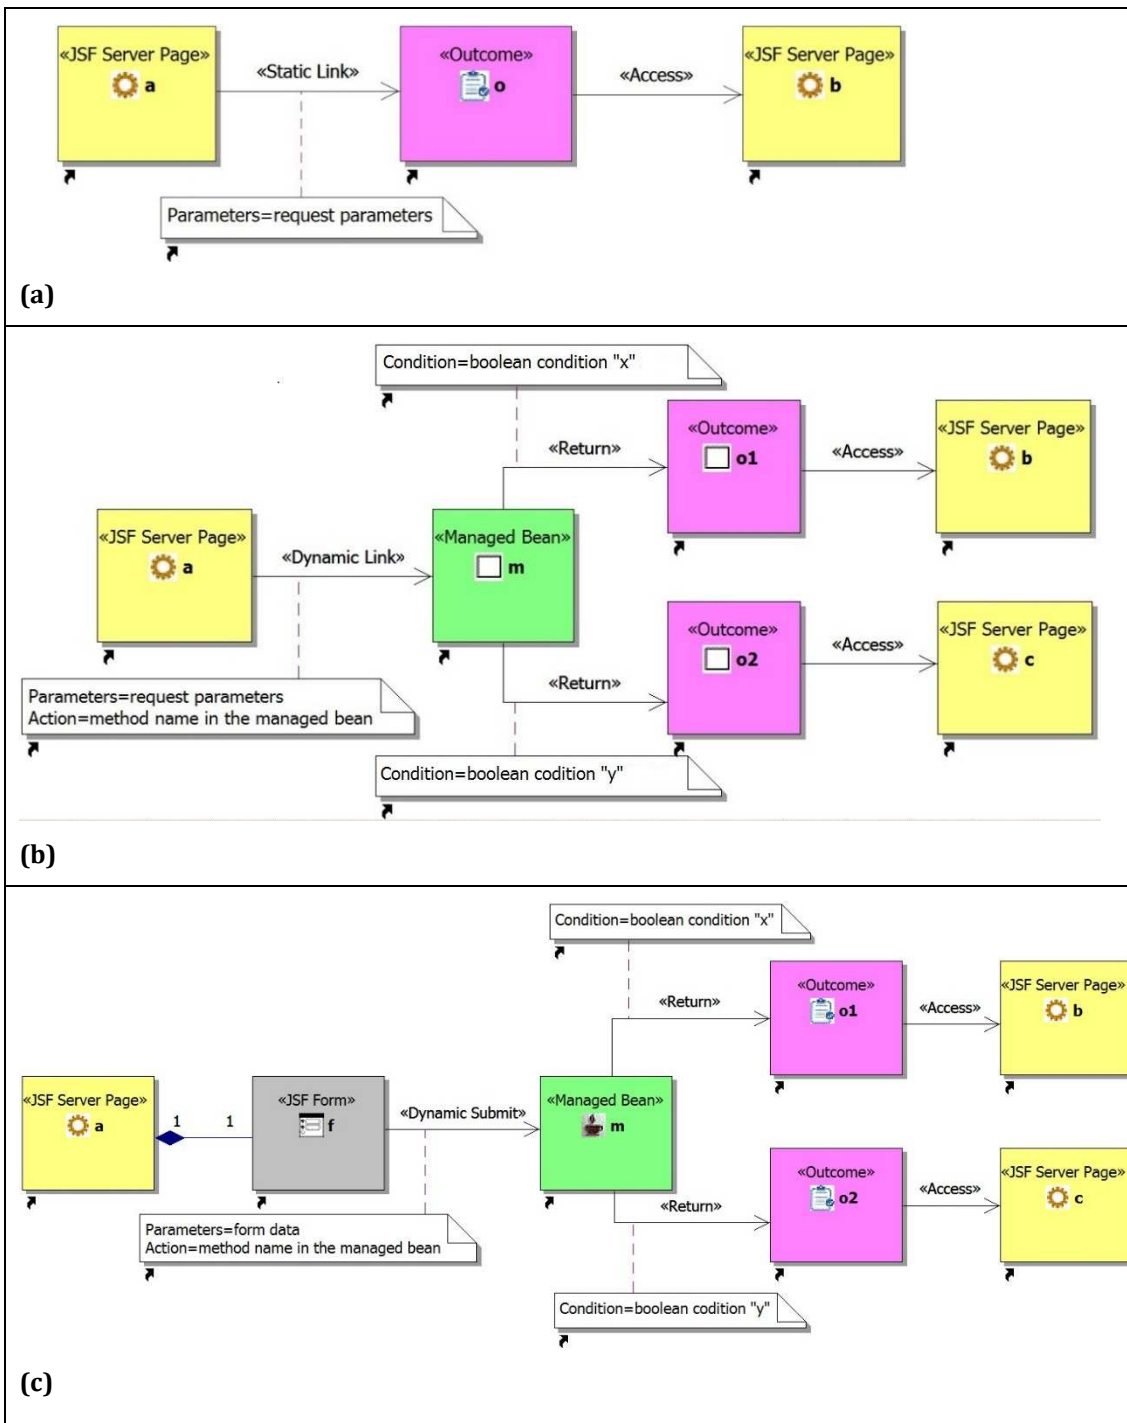 «JSF Server Page»
a
«Static Link»
«Outcome»
o
«Access»
«JSF Server Page»
b
Parameters=request parameters
(a)
Condition=boolean condition "x"
«Return»
«Outcome»
o1
«Access»
«JSF Server Page»
b
«JSF Server Page»
a
«Dynamic Link»
«Managed Bean»
m
«Return»
«Outcome»
o2
«Access»
«JSF Server Page»
c
Parameters=request parameters
Action=method name in the managed bean
Condition=boolean codition "y"
(b)
Condition=boolean condition "x"
«Return»
«Outcome»
o1
«Access»
«JSF Server Page»
b
«JSF Server Page»
a
1
1
«JSF Form»
f
«Dynamic Submit»
«Managed Bean»
m
«Return»
«Outcome»
o2
«Access»
«JSF Server Page»
c
Parameters=form data
Action=method name in the managed bean
Condition=boolean codition "y"
(c)